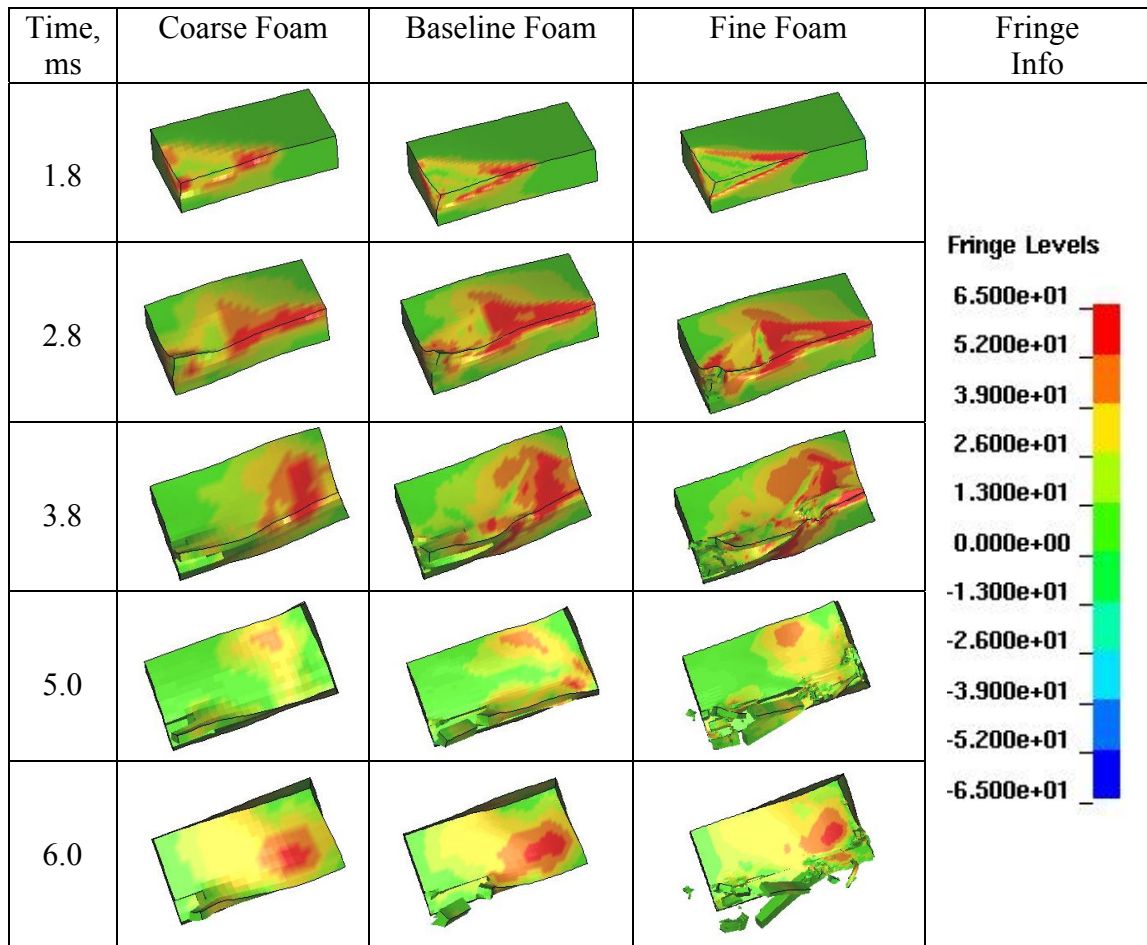 Time, ms
Coarse Foam
Baseline Foam
Fine Foam
Fringe Info
1.8
2.8
3.8
5.0
6.0
Fringe Levels
6.500e+01
5.200e+01
3.900e+01
2.600e+01
1.300e+01
0.000e+00
-1.300e+01
-2.600e+01
-3.900e+01
-5.200e+01
-6.500e+01